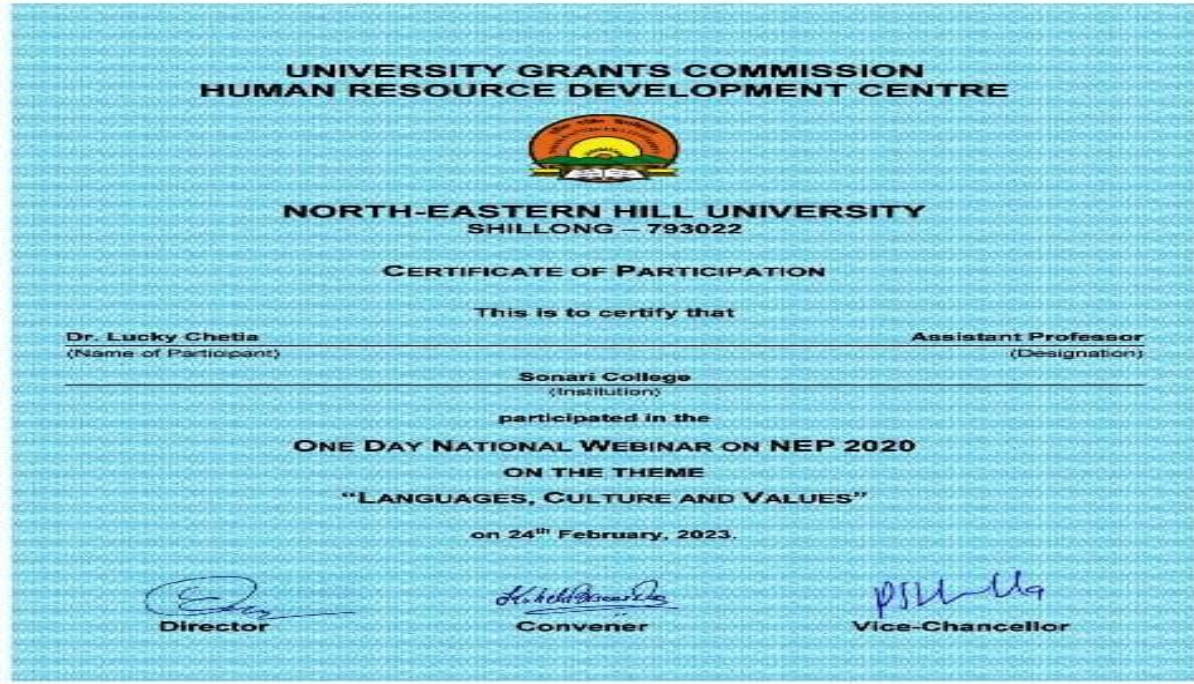 UNIVERSITY GRANTS COMMISSION
HUMAN RESOURCE DEVELOPMENT CENTRE
NORTH-EASTERN HILL UNIVERSITY
SHILLONG – 793022
CERTIFICATE OF PARTICIPATION
This is to certify that
Dr. Lucky Chetia Assistant Professor
(Name of Participant) (Designation)
Sonari College
(Institution)
participated in the
ONE DAY NATIONAL WEBINAR ON NEP 2020
ON THE THEME
“LANGUAGES, CULTURE AND VALUES”
on 24th February, 2023.
Director Convener Vice-Chancellor